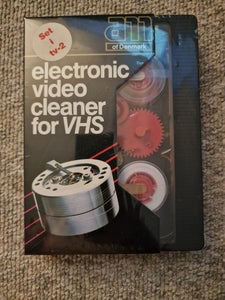 Set
i
tv-2
am
of Denmark
electronic
video
cleaner
for VHS